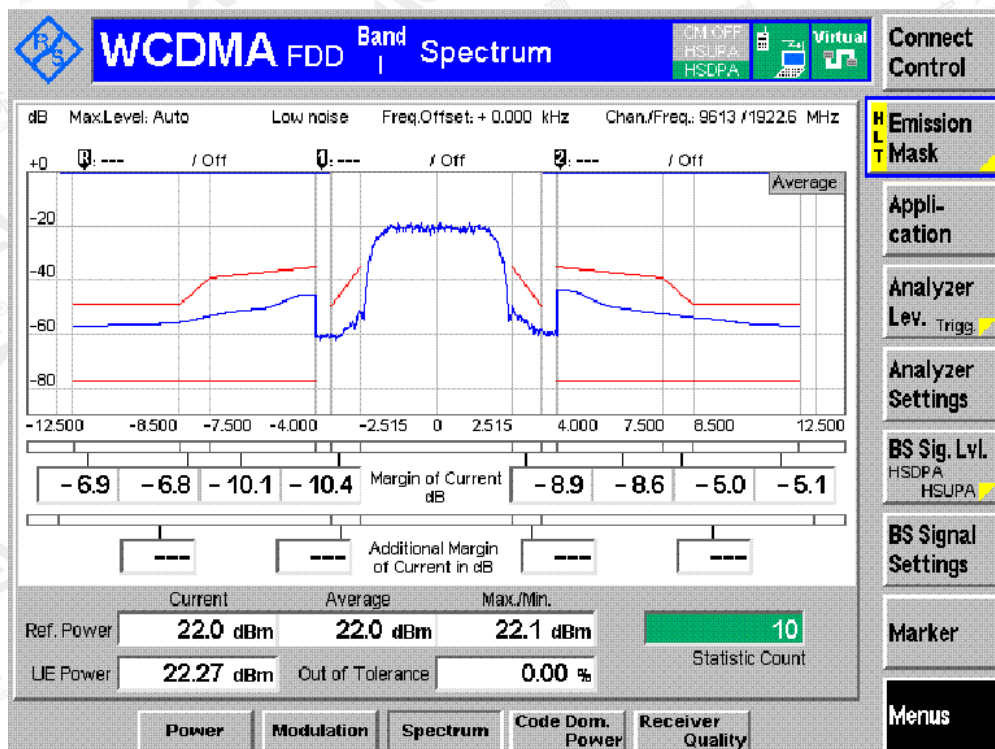 R/S
WCDMA FDD Band I Spectrum
CM OFF
HSUPA
HSDPA
Virtual
Connect Control
dB Max.Level: Auto Low noise Freq.Offset: + 0.000 kHz Chan./Freq.: 9613 / 1922.6 MHz
R: --- / Off 1: --- / Off 2: --- / Off
Average
+0
-20
-40
-60
-80
-12.500 -8.500 -7.500 -4.000 -2.515 0 2.515 4.000 7.500 8.500 12.500
-6.9 -6.8 -10.1 -10.4 Margin of Current dB -8.9 -8.6 -5.0 -5.1
--- --- Additional Margin of Current in dB --- ---
Current Average Max./Min.
Ref. Power 22.0 dBm 22.0 dBm 22.1 dBm 10
Statistic Count
UE Power 22.27 dBm Out of Tolerance 0.00 %
Power Modulation Spectrum Code Dom. Power Receiver Quality
HLT
Emission Mask
Appli-
cation
Analyzer
Lev. Trigg.
Analyzer
Settings
BS Sig. Lvl.
HSDPA
HSUPA
BS Signal
Settings
Marker
Menus